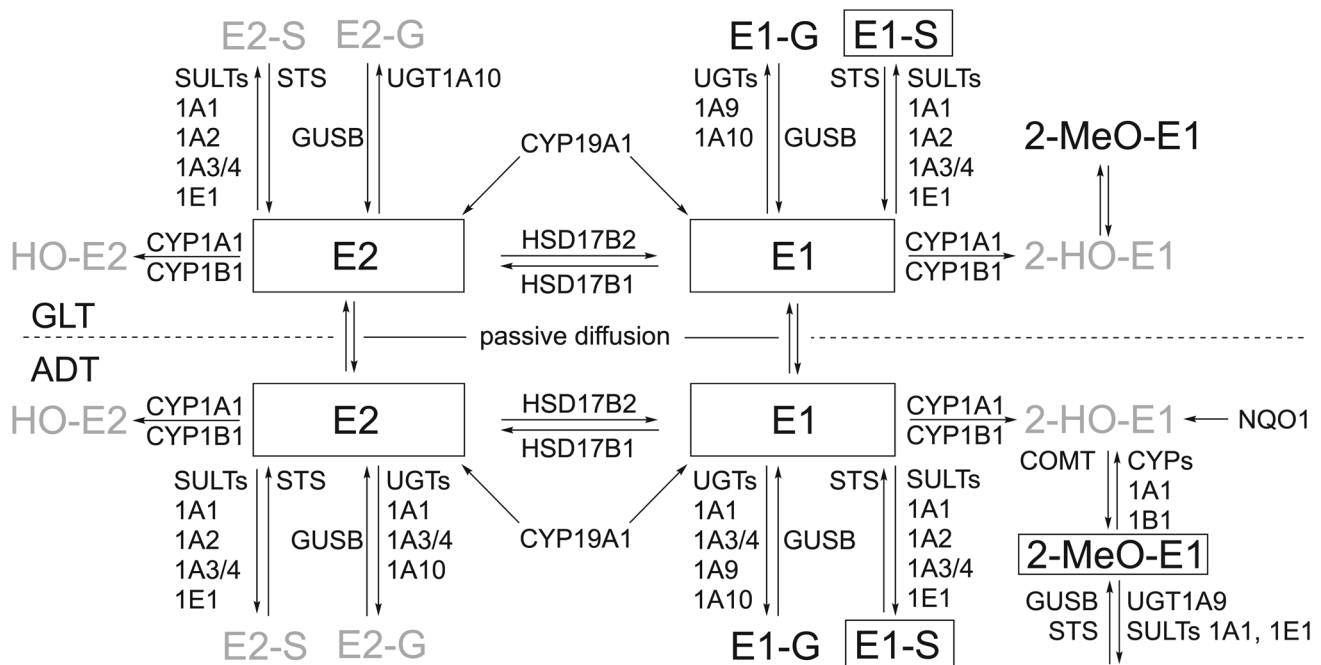 E2-S E2-G E1-G E1-S
SULTs STS UGT1A10 UGTs STS SULTs
1A1 1A9 1A1
1A2 GUSB CYP19A1 1A10 GUSB 1A2 2-MeO-E1
1A3/4 1A3/4
1E1 1E1
HO-E2 CYP1A1 E2 HSD17B2 E1 CYP1A1 2-HO-E1
CYP1B1 HSD17B1 CYP1B1
GLT
passive diffusion
ADT
HO-E2 CYP1A1 E2 HSD17B2 E1 CYP1A1 2-HO-E1 NQO1
CYP1B1 HSD17B1 CYP1B1
SULTs STS UGTs UGTs STS SULTs COMT CYPs
1A1 1A1 1A1 1A1 1A1
1A2 GUSB 1A3/4 CYP19A1 1A3/4 GUSB 1A2 1B1
1A3/4 1A10 1A9 1A3/4 2-MeO-E1
1E1 1A10 1E1 GUSB UGT1A9
STS SULTs 1A1, 1E1
E2-S E2-G E1-G E1-S